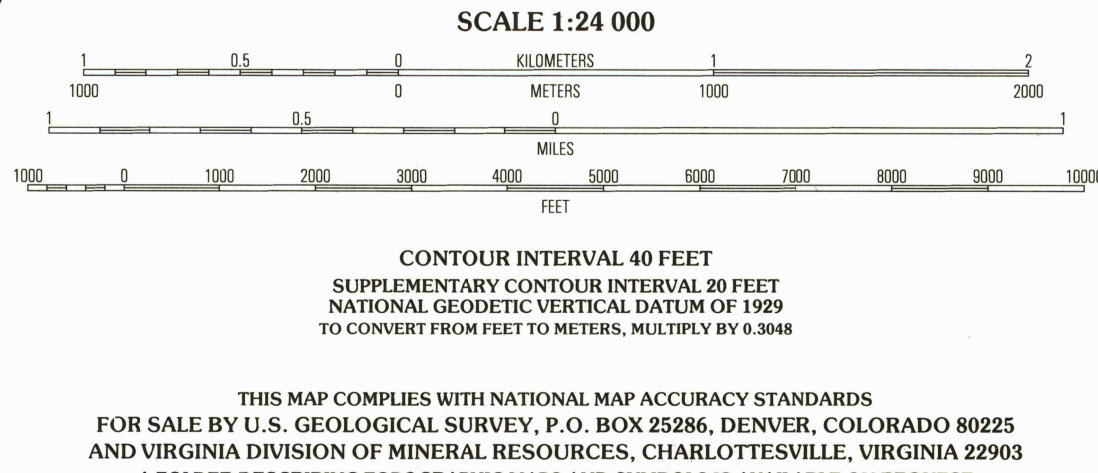 SCALE 1:24 000
1 0.5 0 KILOMETERS 1 2
1000 0 METERS 1000 2000
1 0.5 0 1
MILES
1000 0 1000 2000 3000 4000 5000 6000 7000 8000 9000 10000
FEET
CONTOUR INTERVAL 40 FEET
SUPPLEMENTARY CONTOUR INTERVAL 20 FEET
NATIONAL GEODETIC VERTICAL DATUM OF 1929
TO CONVERT FROM FEET TO METERS, MULTIPLY BY 0.3048
THIS MAP COMPLIES WITH NATIONAL MAP ACCURACY STANDARDS
FOR SALE BY U.S. GEOLOGICAL SURVEY, P.O. BOX 25286, DENVER, COLORADO 80225
AND VIRGINIA DIVISION OF MINERAL RESOURCES, CHARLOTTESVILLE, VIRGINIA 22903